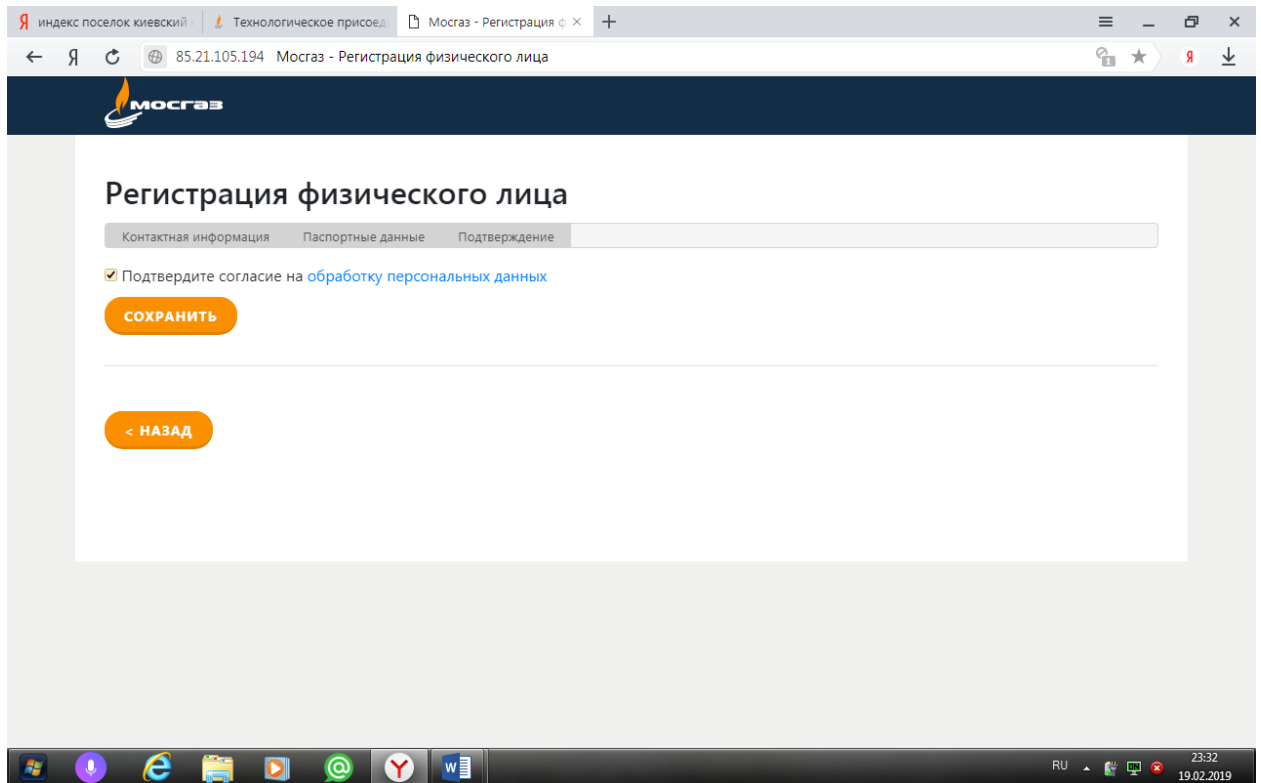 Я индекс поселок киевский
Технологическое присоед
Мосгаз - Регистрация ф
Я 85.21.105.194 Мосгаз - Регистрация физического лица Я
мосгаз
Регистрация физического лица
Контактная информация Паспортные данные Подтверждение
Подтвердите согласие на обработку персональных данных
СОХРАНИТЬ
< НАЗАД
RU 23:32
19.02.2019